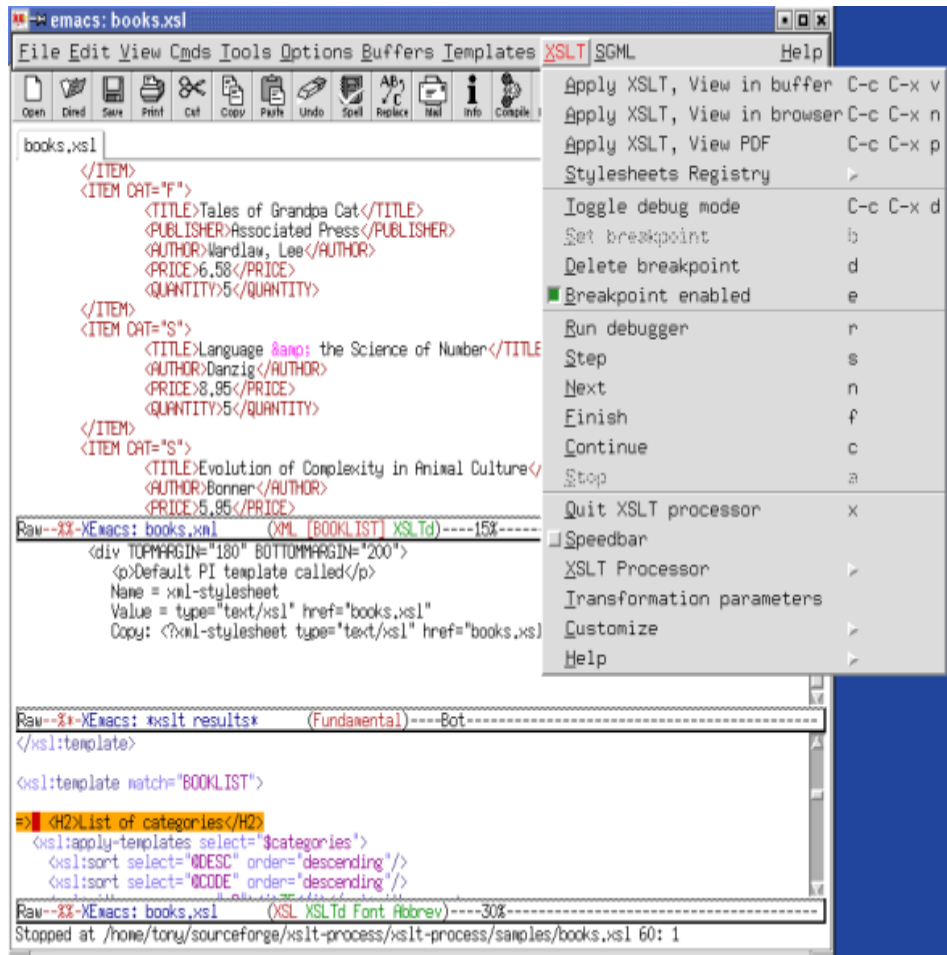 emacs: books.xsl
File Edit View Cmds Tools Options Buffers Templates XSLT SGML Help
Open Dired Save Print Cut Copy Paste Undo Spell Replace Mail Info Compile
books.xsl
</ITEM>
<ITEM CAT="F">
<TITLE>Tales of Grandpa Cat</TITLE>
<PUBLISHER>Associated Press</PUBLISHER>
<AUTHOR>Wardlaw, Lee</AUTHOR>
<PRICE>6.58</PRICE>
<QUANTITY>5</QUANTITY>
</ITEM>
<ITEM CAT="S">
<TITLE>Language &amp; the Science of Number</TITLE
<AUTHOR>Danzig</AUTHOR>
<PRICE>8.95</PRICE>
<QUANTITY>5</QUANTITY>
</ITEM>
<ITEM CAT="S">
<TITLE>Evolution of Complexity in Animal Culture</
<AUTHOR>Bonner</AUTHOR>
<PRICE>5.95</PRICE>
Raw--%%-XEmacs: books.xml (XML [BOOKLIST] XSLTd)----15%------
<div TOPMARGIN="180" BOTTOMMARGIN="200">
<p>Default PI template called</p>
Name = xml-stylesheet
Value = type="text/xsl" href="books.xsl"
Copy: <?xml-stylesheet type="text/xsl" href="books.xsl
Raw--%*-XEmacs: *xslt results* (Fundamental)----Bot------------------------------------------
</xsl:template>
<xsl:template match="BOOKLIST">
=> <H2>List of categories</H2>
<xsl:apply-templates select="$categories">
<xsl:sort select="@DESC" order="descending"/>
<xsl:sort select="@CODE" order="descending"/>
Raw--%%-XEmacs: books.xsl (XSL XSLTd Font Abbrev)----30%-------------------------------------
Stopped at /home/tony/sourceforge/xslt-process/xslt-process/samples/books.xsl 60: 1
Apply XSLT, View in buffer C-c C-x v
Apply XSLT, View in browser C-c C-x n
Apply XSLT, View PDF C-c C-x p
Stylesheets Registry
Toggle debug mode C-c C-x d
Set breakpoint b
Delete breakpoint d
Breakpoint enabled e
Run debugger r
Step s
Next n
Finish f
Continue c
Stop a
Quit XSLT processor x
Speedbar
XSLT Processor
Transformation parameters
Customize
Help